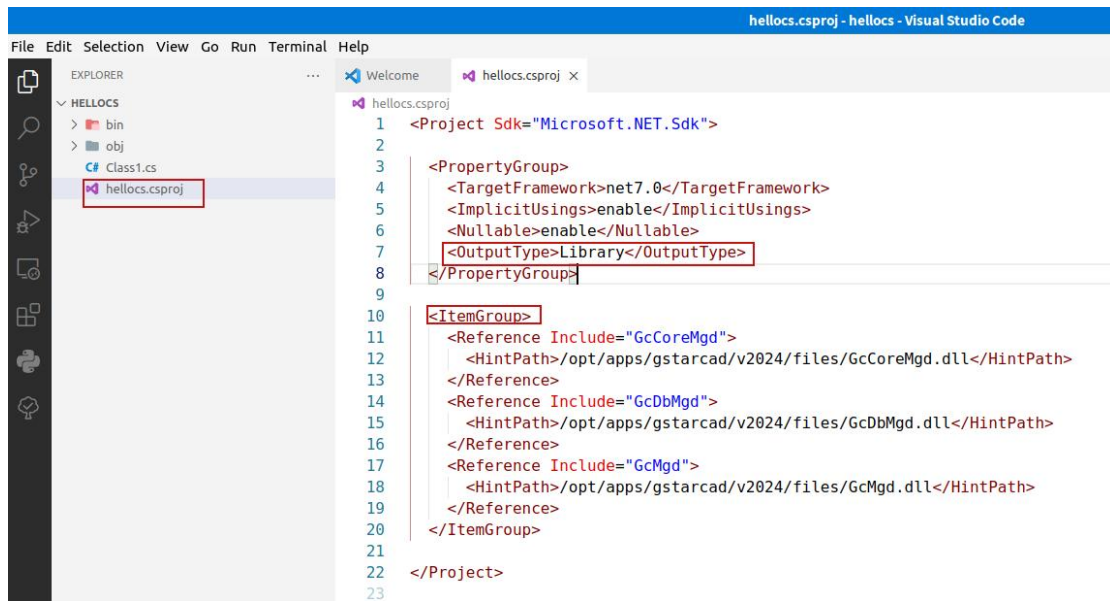 hellocs.csproj - hellocs - Visual Studio Code
File Edit Selection View Go Run Terminal Help
EXPLORER ...
HELLOCS
bin
obj
C# Class1.cs
hellocs.csproj
Welcome hellocs.csproj ×
hellocs.csproj
1 <Project Sdk="Microsoft.NET.Sdk">
2
3 <PropertyGroup>
4 <TargetFramework>net7.0</TargetFramework>
5 <ImplicitUsings>enable</ImplicitUsings>
6 <Nullable>enable</Nullable>
7 <OutputType>Library</OutputType>
8 </PropertyGroup>
9
10 <ItemGroup>
11 <Reference Include="GcCoreMgd">
12 <HintPath>/opt/apps/gstarcad/v2024/files/GcCoreMgd.dll</HintPath>
13 </Reference>
14 <Reference Include="GcDbMgd">
15 <HintPath>/opt/apps/gstarcad/v2024/files/GcDbMgd.dll</HintPath>
16 </Reference>
17 <Reference Include="GcMgd">
18 <HintPath>/opt/apps/gstarcad/v2024/files/GcMgd.dll</HintPath>
19 </Reference>
20 </ItemGroup>
21
22 </Project>
23